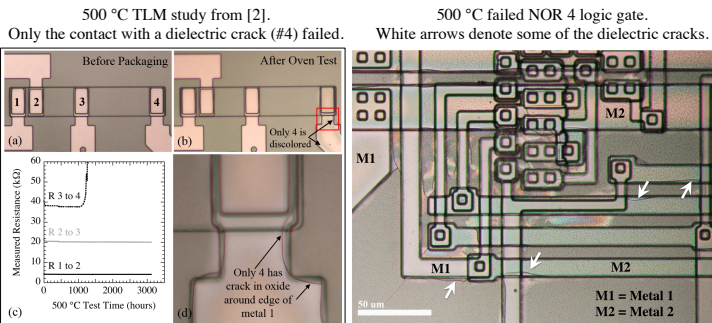 500 °C TLM study from [2].
Only the contact with a dielectric crack (#4) failed.
Before Packaging
1 2 3 4
(a)
After Oven Test
Only 4 is
discolored
(b)
Measured Resistance (kΩ)
60
50
40
30
20
10
0
R 3 to 4
R 2 to 3
R 1 to 2
0 1000 2000 3000
500 °C Test Time (hours)
(c)
Only 4 has
crack in oxide
around edge of
metal 1
(d)
500 °C failed NOR 4 logic gate.
White arrows denote some of the dielectric cracks.
M2
M1
M1
M2
50 um
M1 = Metal 1
M2 = Metal 2